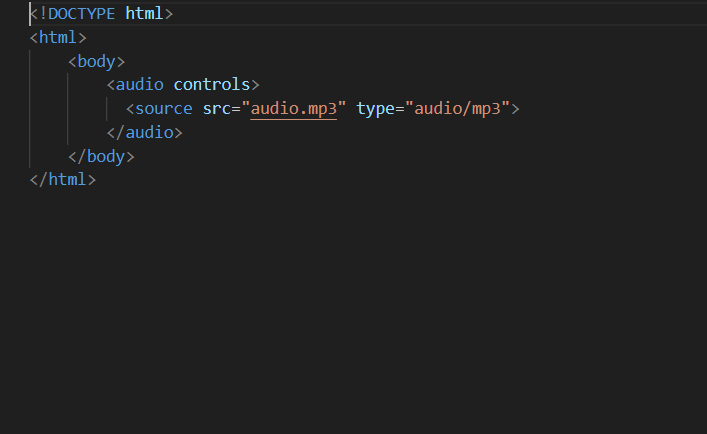 <!DOCTYPE html>
<html>
<body>
<audio controls>
<source src="audio.mp3" type="audio/mp3">
</audio>
</body>
</html>